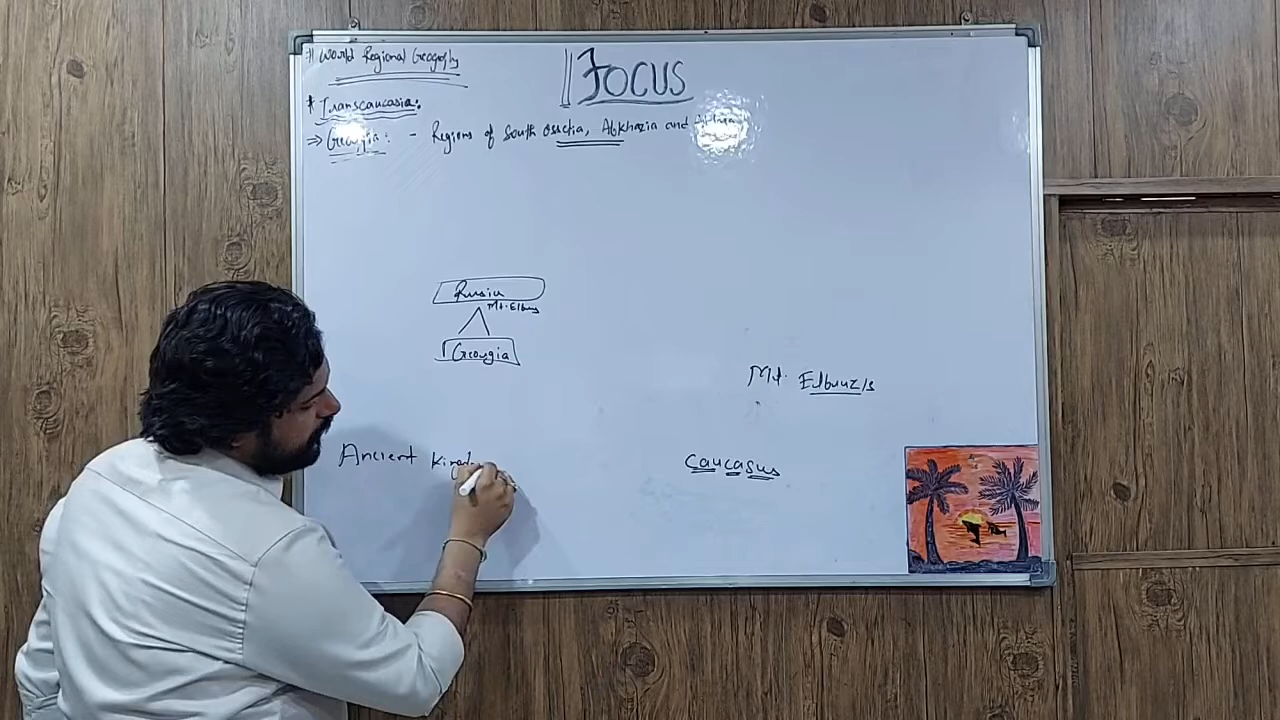 World Regional Geography
FOCUS
* Transcaucasia:
⇒ Georgia: - Regions of South Ossetia, Abkhazia and
Russia
Mt. Elbrus
Georgia
Mt. Elbruz/s
Ancient
caucasus